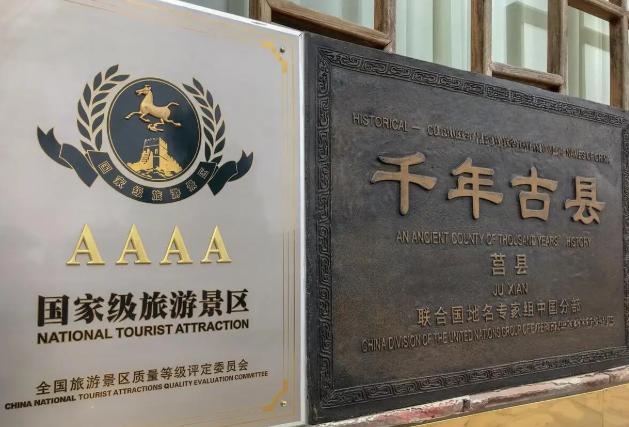 国家级旅游景区
AAAA
国家级旅游景区
NATIONAL TOURIST ATTRACTION
全国旅游景区质量等级评定委员会
CHINA NATIONAL TOURIST ATTRACTIONS QUALITY EVALUATION COMMITTEE
HISTORICAL —
千年古县
AN ANCIENT COUNTY OF THOUSAND YEARS' HISTORY
莒县
JU XIAN
联合国地名专家组中国分部
CHINA DIVISION OF THE UNITED NATIONS GROUP OF